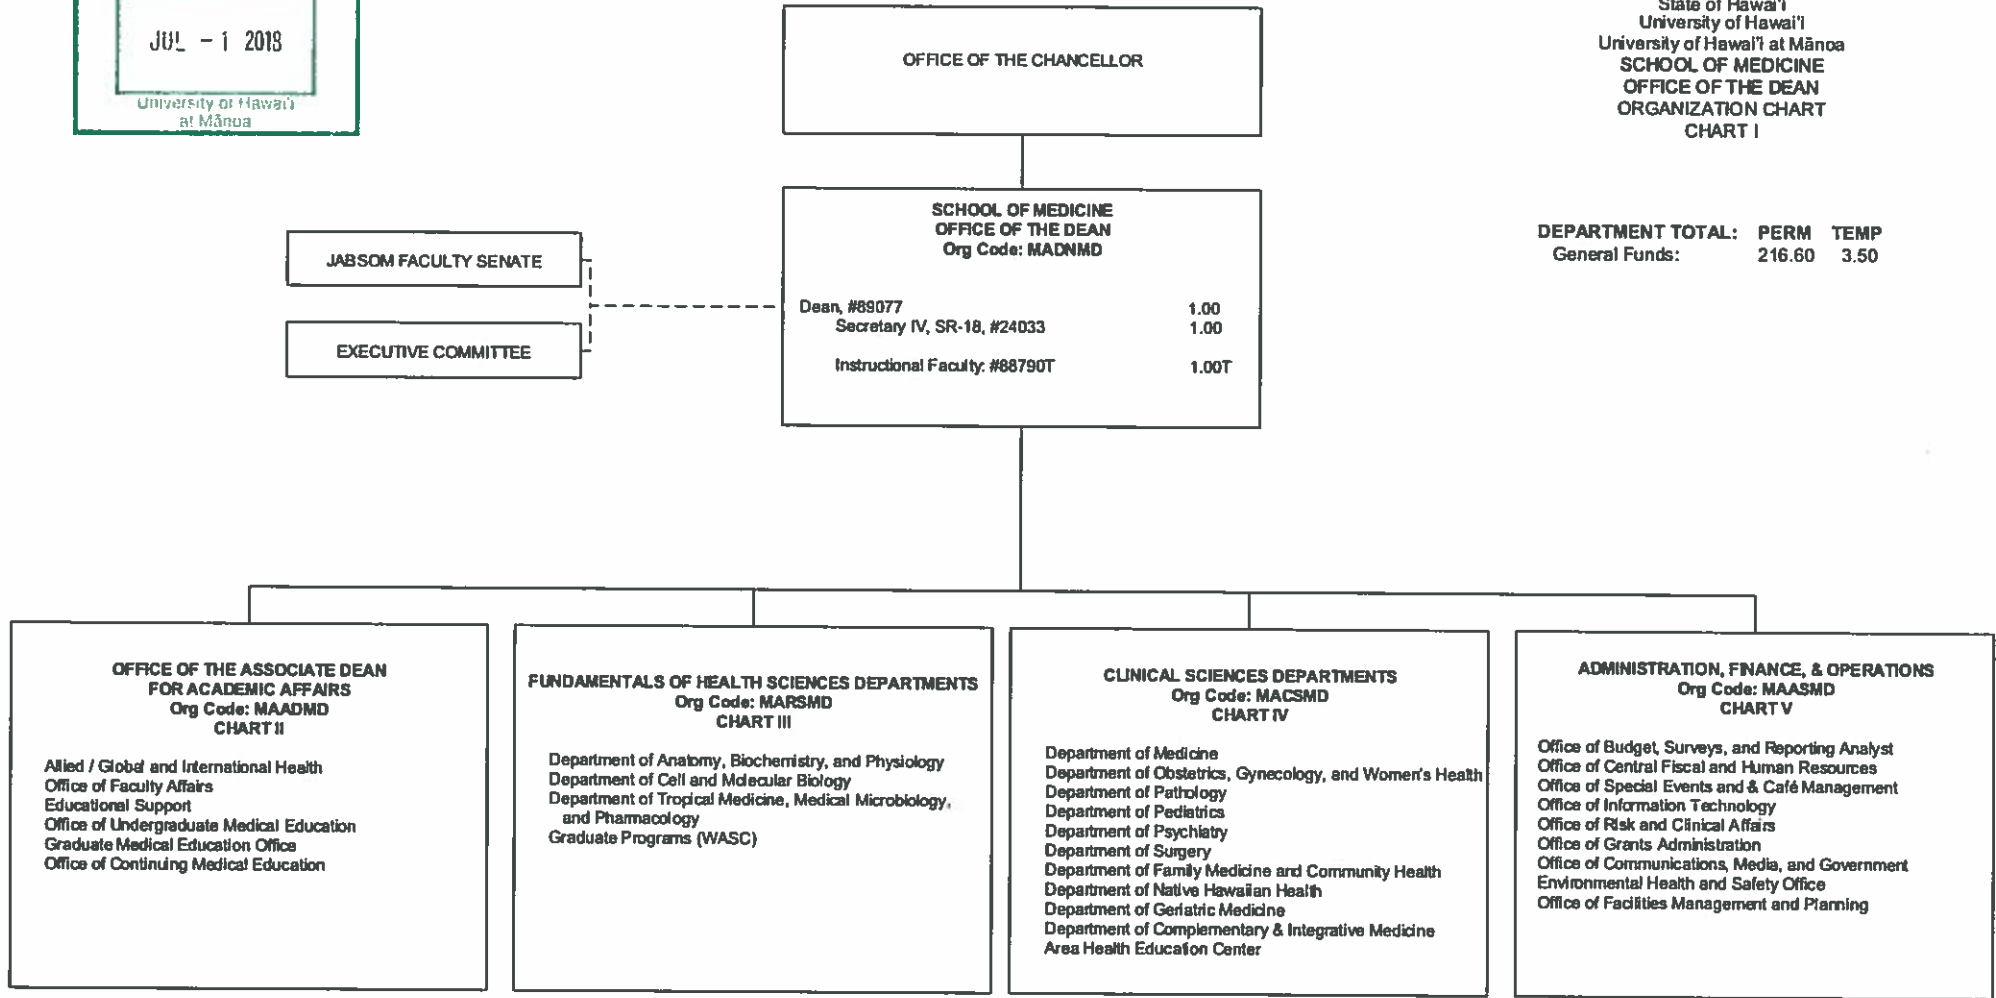 JUL - 1 2018
University of Hawai'i
at Mānoa
State of Hawai'i
University of Hawai'i
University of Hawai'i at Mānoa
SCHOOL OF MEDICINE
OFFICE OF THE DEAN
ORGANIZATION CHART
CHART I
DEPARTMENT TOTAL: PERM TEMP
General Funds: 216.60 3.50
OFFICE OF THE CHANCELLOR
SCHOOL OF MEDICINE
OFFICE OF THE DEAN
Org Code: MADNMD
Dean, #89077 1.00
Secretary IV, SR-18, #24033 1.00
Instructional Faculty: #88790T 1.00T
JABSOM FACULTY SENATE
EXECUTIVE COMMITTEE
OFFICE OF THE ASSOCIATE DEAN
FOR ACADEMIC AFFAIRS
Org Code: MAADMD
CHART II
Allied / Global and International Health
Office of Faculty Affairs
Educational Support
Office of Undergraduate Medical Education
Graduate Medical Education Office
Office of Continuing Medical Education
FUNDAMENTALS OF HEALTH SCIENCES DEPARTMENTS
Org Code: MARSMD
CHART III
Department of Anatomy, Biochemistry, and Physiology
Department of Cell and Molecular Biology
Department of Tropical Medicine, Medical Microbiology,
and Pharmacology
Graduate Programs (WASC)
CLINICAL SCIENCES DEPARTMENTS
Org Code: MACSMD
CHART IV
Department of Medicine
Department of Obstetrics, Gynecology, and Women's Health
Department of Pathology
Department of Pediatrics
Department of Psychiatry
Department of Surgery
Department of Family Medicine and Community Health
Department of Native Hawaiian Health
Department of Geriatric Medicine
Department of Complementary & Integrative Medicine
Area Health Education Center
ADMINISTRATION, FINANCE, & OPERATIONS
Org Code: MAASMD
CHART V
Office of Budget, Surveys, and Reporting Analyst
Office of Central Fiscal and Human Resources
Office of Special Events and & Café Management
Office of Information Technology
Office of Risk and Clinical Affairs
Office of Grants Administration
Office of Communications, Media, and Government
Environmental Health and Safety Office
Office of Facilities Management and Planning